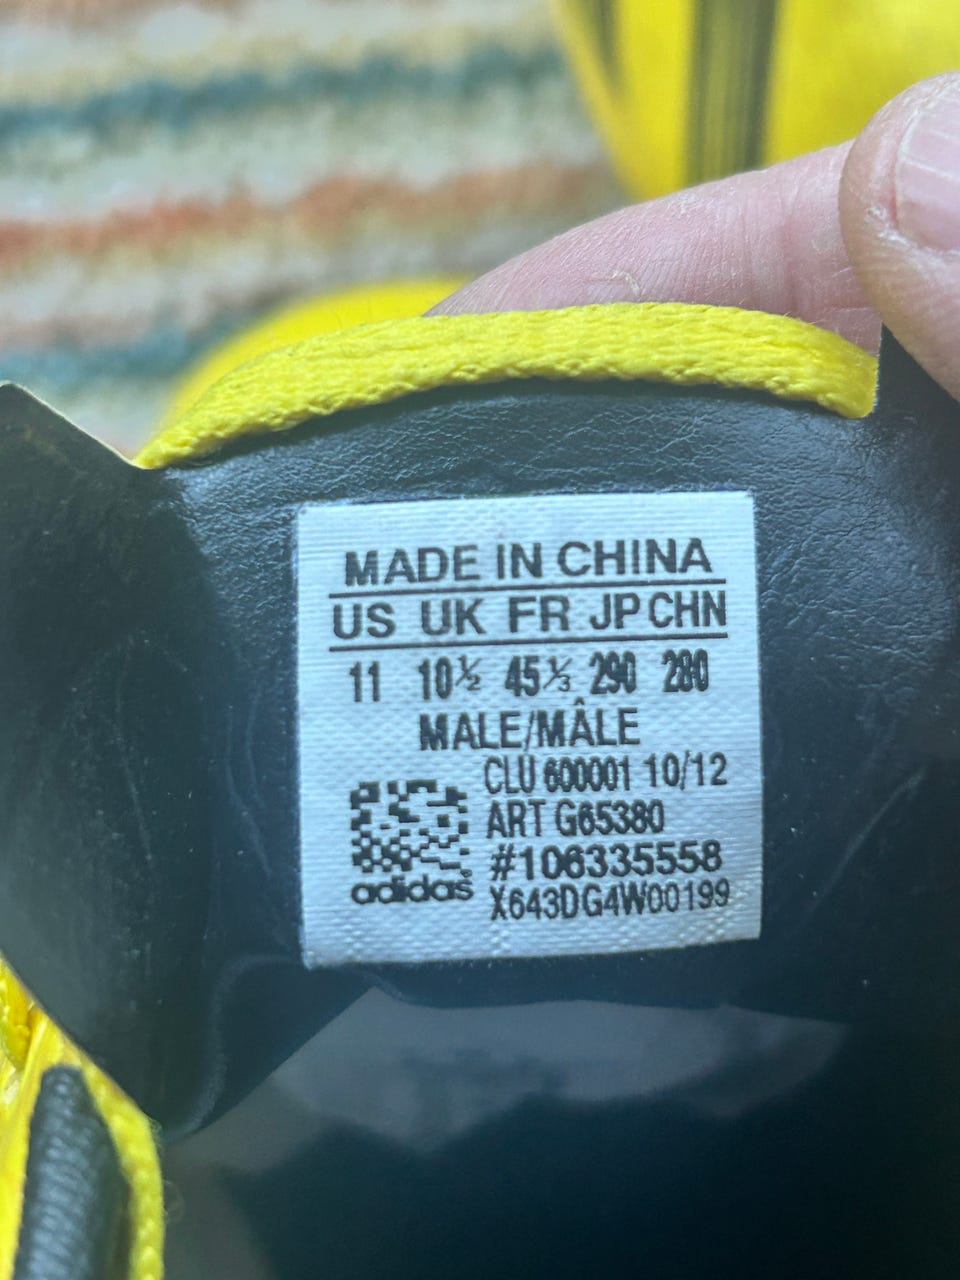 MADE IN CHINA
US UK FR JP CHN
11 10½ 45⅓ 290 280
MALE/MÂLE
CLU 600001 10/12
ART G65380
#106335558
adidas®
X643DG4W00199